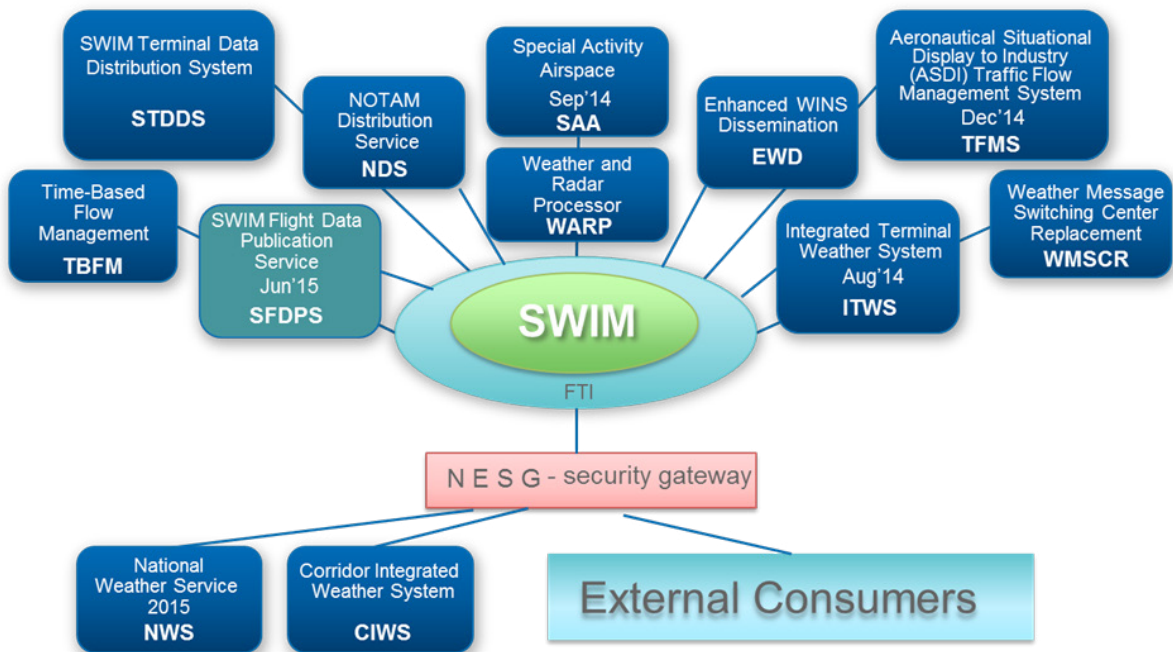 SWIM Terminal Data
Distribution System
STDDS
NOTAM
Distribution
Service
NDS
Special Activity
Airspace
Sep'14
SAA
Enhanced WINS
Dissemination
EWD
Aeronautical Situational
Display to Industry
(ASDI) Traffic Flow
Management System
Dec'14
TFMS
Time-Based
Flow
Management
TBFM
SWIM Flight Data
Publication
Service
Jun'15
SFDPS
Weather and
Radar
Processor
WARP
Integrated Terminal
Weather System
Aug'14
ITWS
Weather Message
Switching Center
Replacement
WMSCR
SWIM
FTI
N E S G - security gateway
National
Weather Service
2015
NWS
Corridor Integrated
Weather System
CIWS
External Consumers